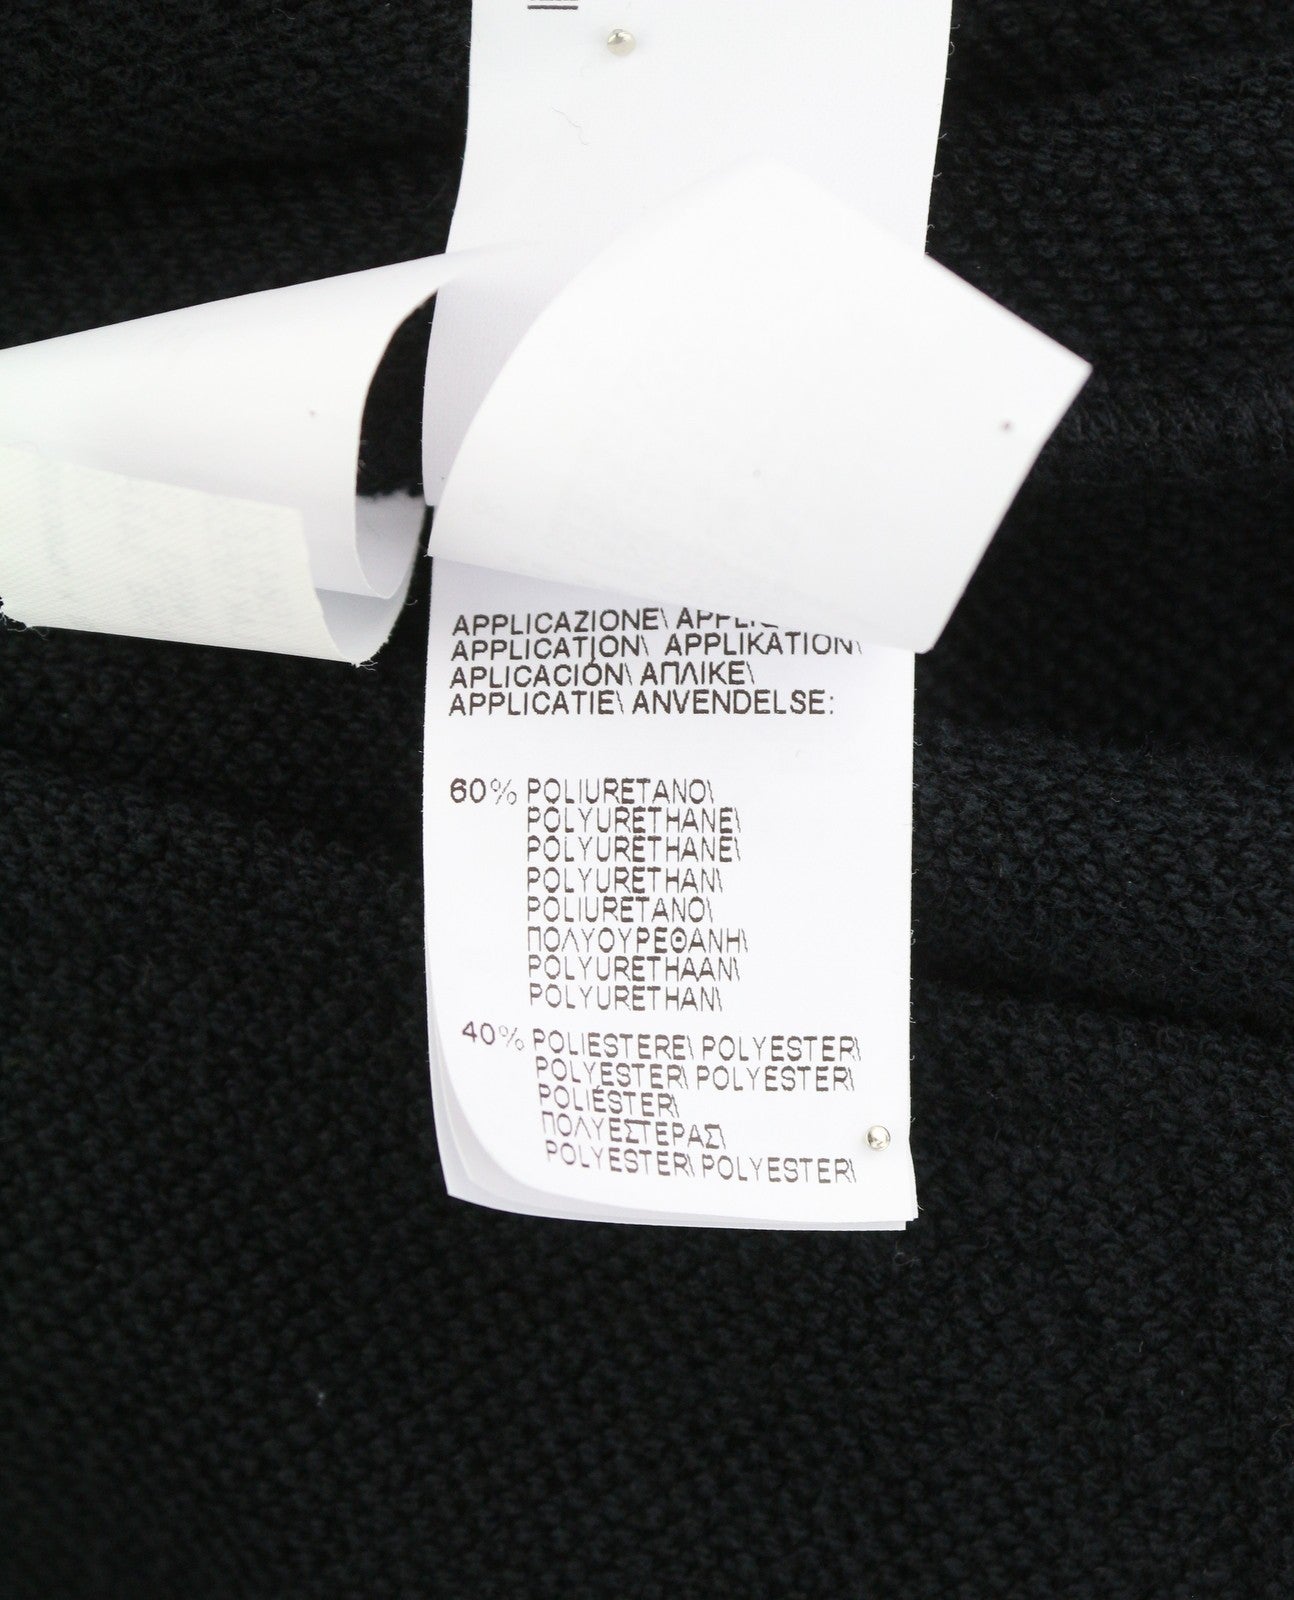 APPLICAZIONE\
APPLICATION\ APPLIKATION\
APLICACIÓN\ ΑΠΛΙΚΕ\
APPLICATIE\ ANVENDELSE:
60% POLIURETANO\
POLYURETHANE\
POLYURÉTHANE\
POLYURETHAN\
POLIURETANO\
ΠΟΛΥΟΥΡΕΘΑΝΗ\
POLYURETHAAN\
POLYURETHAN\
40% POLIESTERE\ POLYESTER\
POLYESTER\ POLYESTER\
POLIÉSTER\
ΠΟΛΥΕΣΤΕΡΑΣ\
POLYESTER\ POLYESTER\